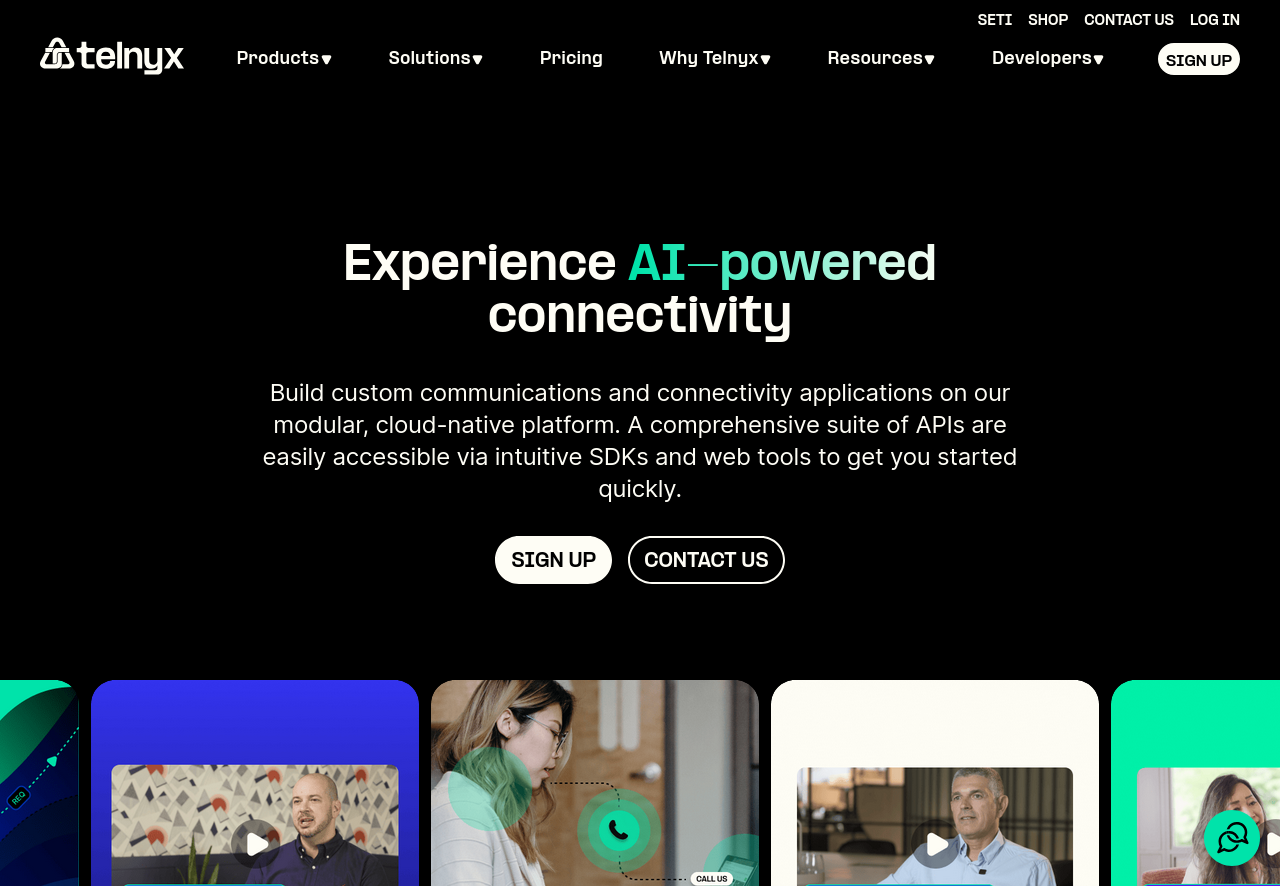 SETI SHOP CONTACT US LOG IN
telnyx Products Solutions Pricing Why Telnyx Resources Developers SIGN UP
Experience AI-powered
connectivity
Build custom communications and connectivity applications on our
modular, cloud-native platform. A comprehensive suite of APIs are
easily accessible via intuitive SDKs and web tools to get you started
quickly.
SIGN UP CONTACT US
REQ
CALL US